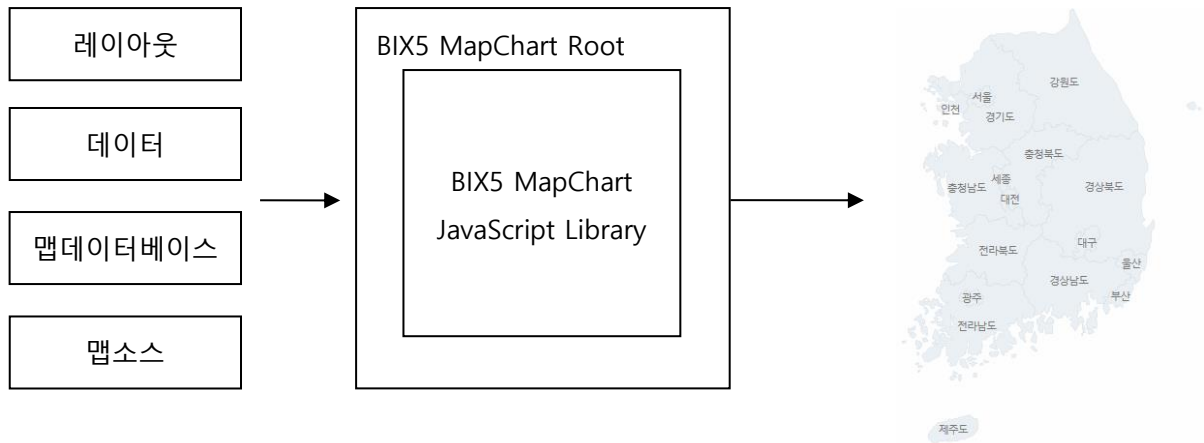 레이아웃
데이터
맵데이터베이스
맵소스
BIX5 MapChart Root
BIX5 MapChart
JavaScript Library
강원도
서울
인천
경기도
충청북도
세종
충청남도
경상북도
대전
대구
전라북도
울산
경상남도
부산
광주
전라남도
제주도